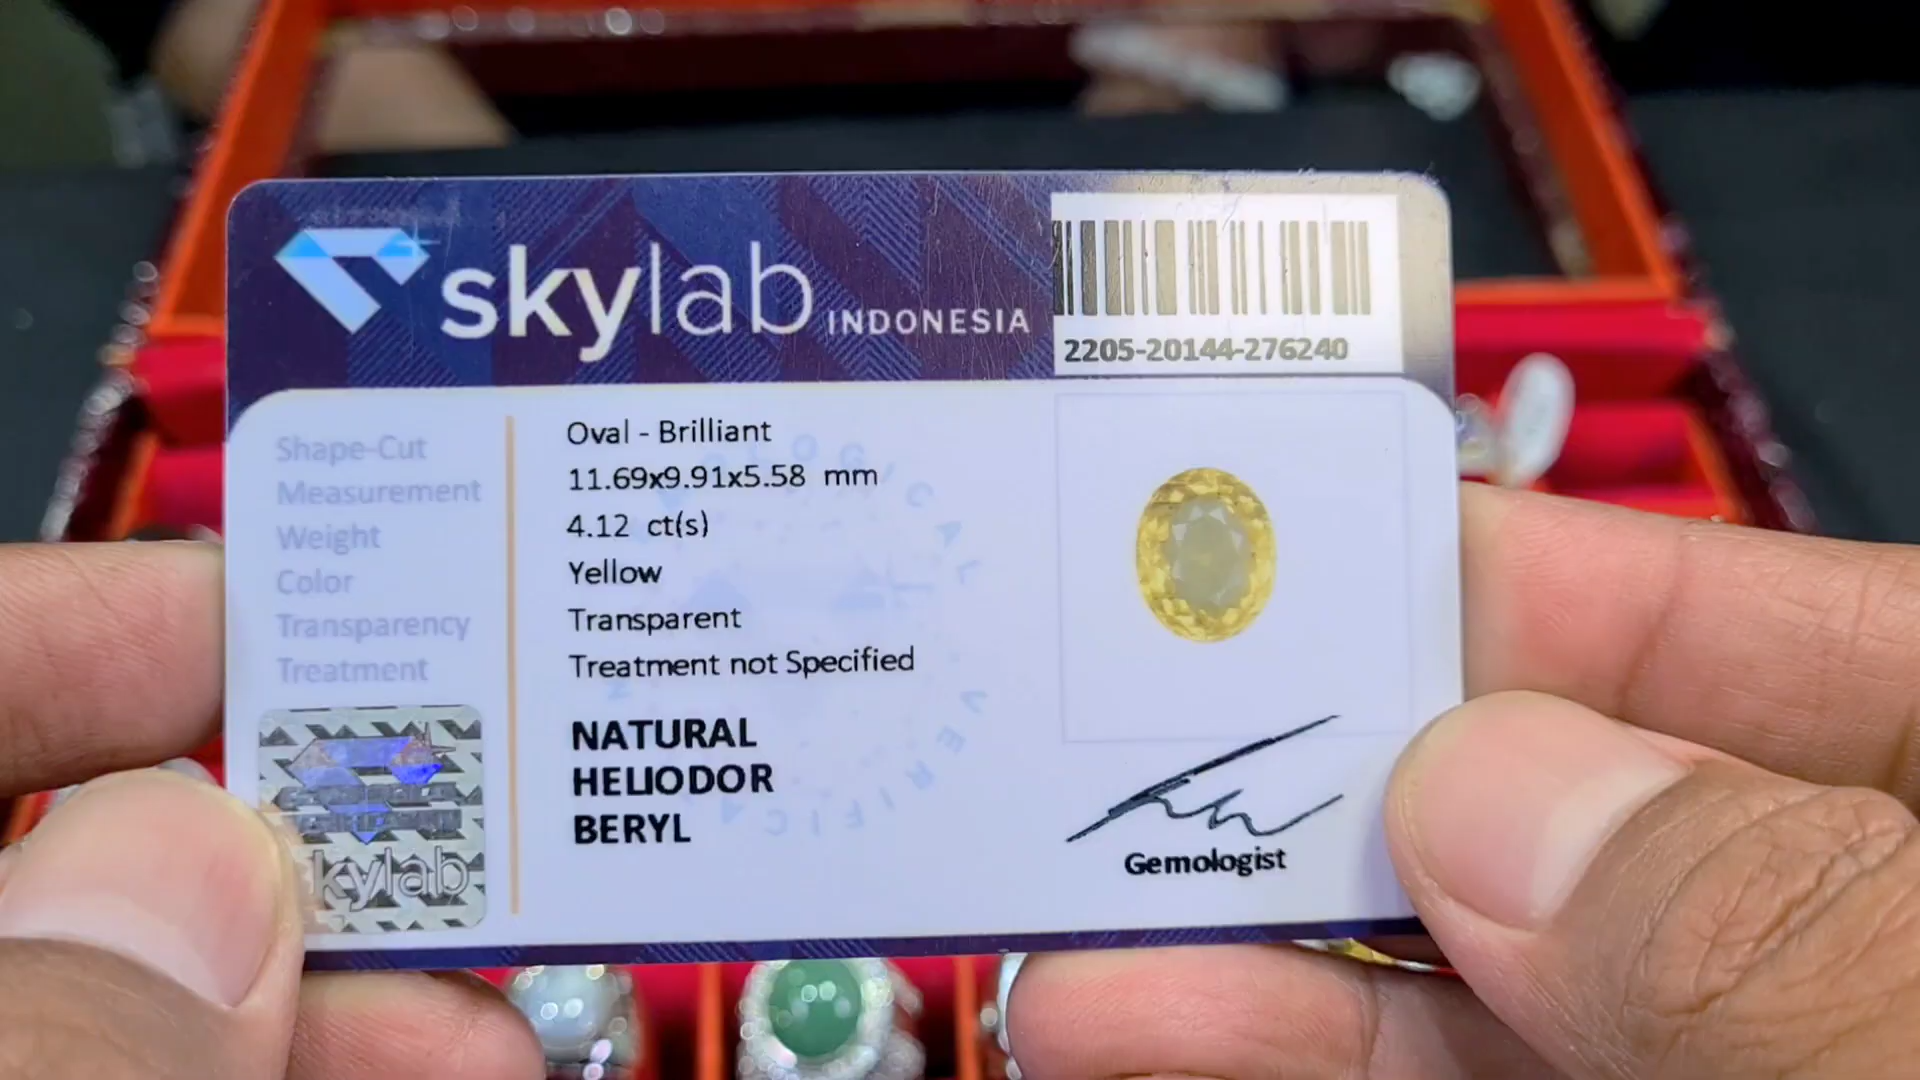 skylab INDONESIA
2205-20144-276240
Shape-Cut Oval - Brilliant
Measurement 11.69x9.91x5.58 mm
Weight 4.12 ct(s)
Color Yellow
Transparency Transparent
Treatment Treatment not Specified
NATURAL
HELIODOR
BERYL
skylab
Gemologist